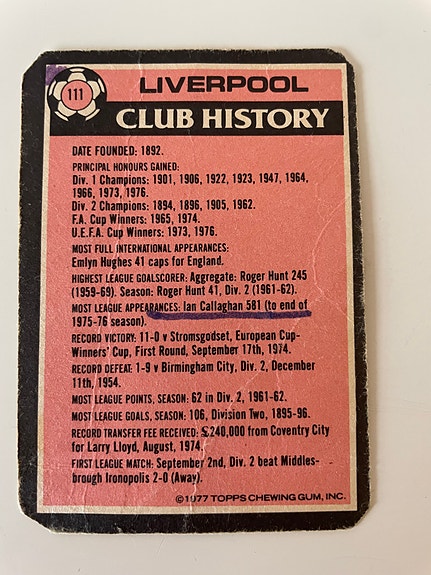 111
LIVERPOOL
CLUB HISTORY
DATE FOUNDED: 1892.
PRINCIPAL HONOURS GAINED:
Div. 1 Champions: 1901, 1906, 1922, 1923, 1947, 1964,
1966, 1973, 1976.
Div. 2 Champions: 1894, 1896, 1905, 1962.
F.A. Cup Winners: 1965, 1974.
U.E.F.A. Cup Winners: 1973, 1976.
MOST FULL INTERNATIONAL APPEARANCES:
Emlyn Hughes 41 caps for England.
HIGHEST LEAGUE GOALSCORER: Aggregate: Roger Hunt 245
(1959-69). Season: Roger Hunt 41, Div. 2 (1961-62).
MOST LEAGUE APPEARANCES: Ian Callaghan 581 (to end of
1975-76 season).
RECORD VICTORY: 11-0 v Stromsgodset, European Cup-
Winners' Cup, First Round, September 17th, 1974.
RECORD DEFEAT: 1-9 v Birmingham City, Div. 2, December
11th, 1954.
MOST LEAGUE POINTS, SEASON: 62 in Div. 2, 1961-62.
MOST LEAGUE GOALS, SEASON: 106, Division Two, 1895-96.
RECORD TRANSFER FEE RECEIVED: £240,000 from Coventry City
for Larry Lloyd, August, 1974.
FIRST LEAGUE MATCH: September 2nd, Div. 2 beat Middles-
brough Ironopolis 2-0 (Away).
©1977 TOPPS CHEWING GUM, INC.